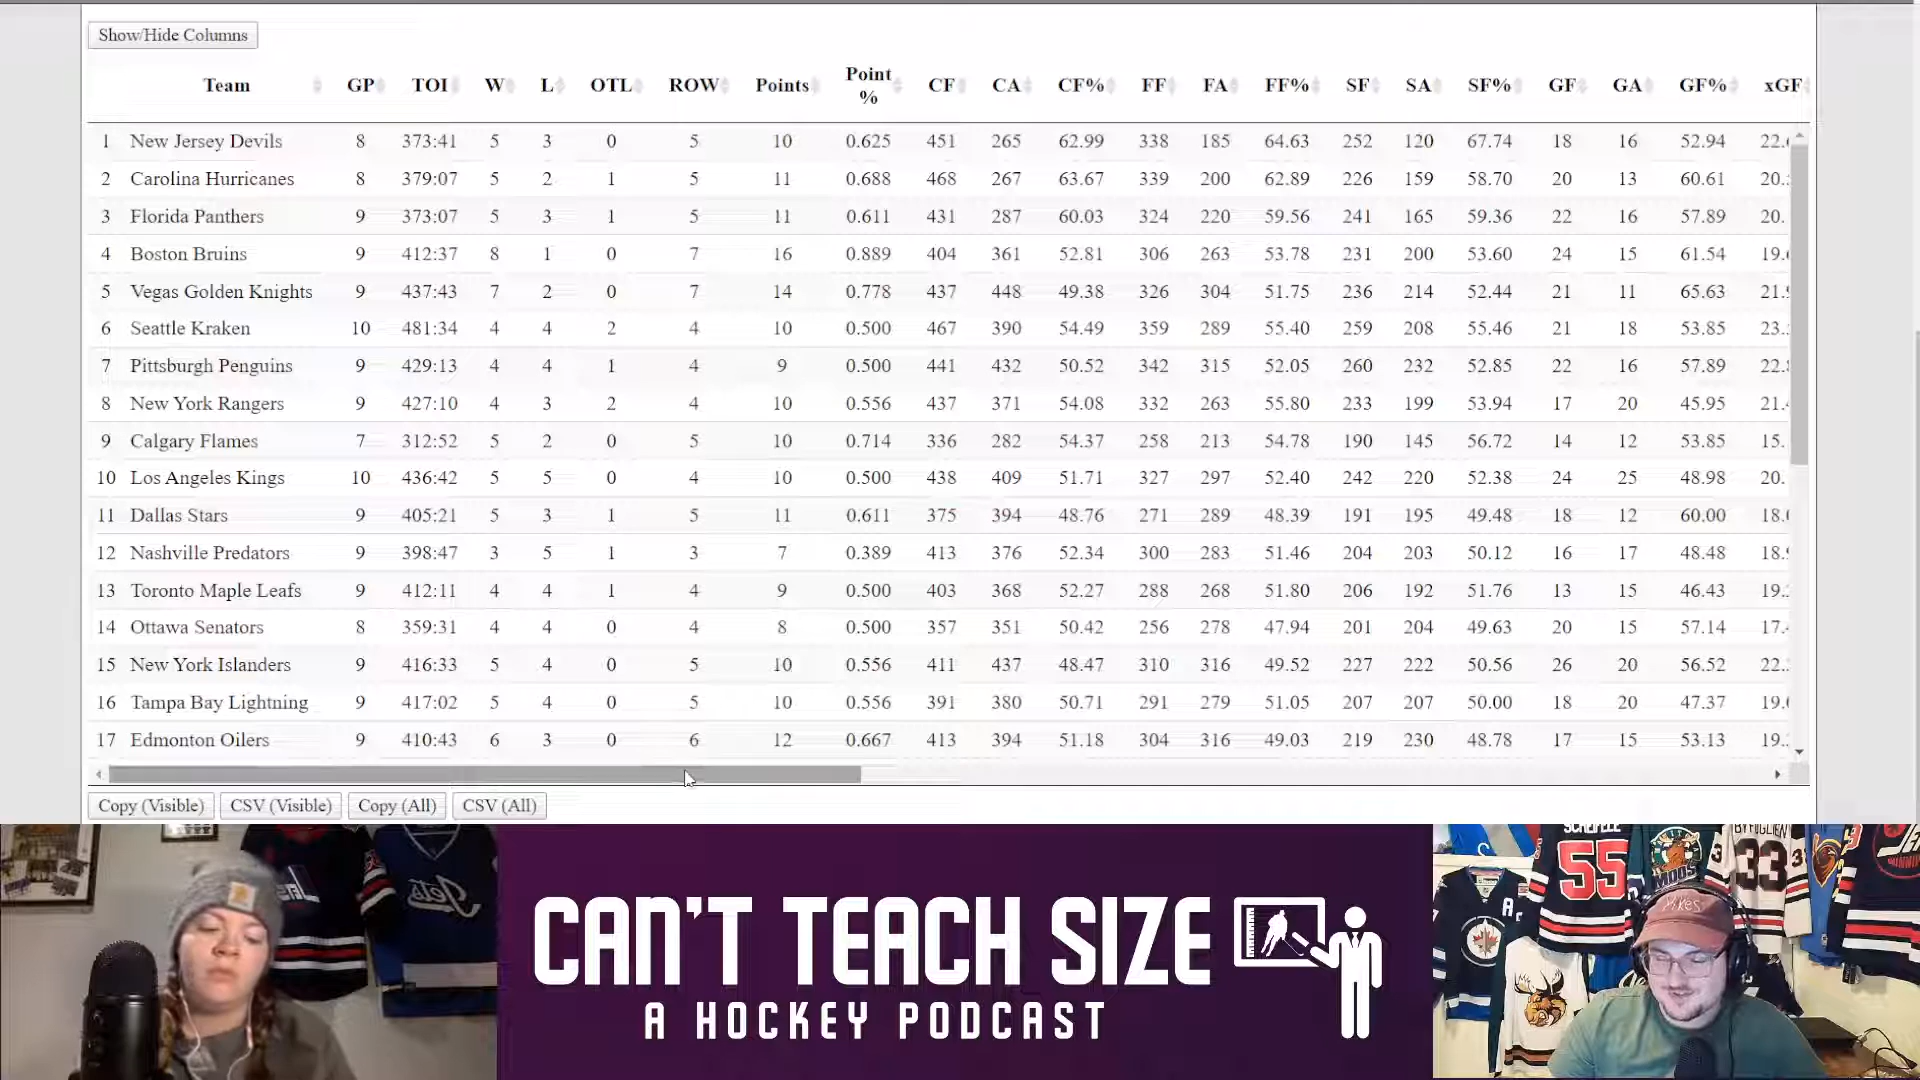 Show/Hide Columns
Team GP TOI W L OTL ROW Points Point % CF CA CF% FF FA FF% SF SA SF% GF GA GF% xGF
1 New Jersey Devils 8 373:41 5 3 0 5 10 0.625 451 265 62.99 338 185 64.63 252 120 67.74 18 16 52.94 22.
2 Carolina Hurricanes 8 379:07 5 2 1 5 11 0.688 468 267 63.67 339 200 62.89 226 159 58.70 20 13 60.61 20.
3 Florida Panthers 9 373:07 5 3 1 5 11 0.611 431 287 60.03 324 220 59.56 241 165 59.36 22 16 57.89 20.
4 Boston Bruins 9 412:37 8 1 0 7 16 0.889 404 361 52.81 306 263 53.78 231 200 53.60 24 15 61.54 19.
5 Vegas Golden Knights 9 437:43 7 2 0 7 14 0.778 437 448 49.38 326 304 51.75 236 214 52.44 21 11 65.63 21.
6 Seattle Kraken 10 481:34 4 4 2 4 10 0.500 467 390 54.49 359 289 55.40 259 208 55.46 21 18 53.85 23.
7 Pittsburgh Penguins 9 429:13 4 4 1 4 9 0.500 441 432 50.52 342 315 52.05 260 232 52.85 22 16 57.89 22.
8 New York Rangers 9 427:10 4 3 2 4 10 0.556 437 371 54.08 332 263 55.80 233 199 53.94 17 20 45.95 21.
9 Calgary Flames 7 312:52 5 2 0 5 10 0.714 336 282 54.37 258 213 54.78 190 145 56.72 14 12 53.85 15.
10 Los Angeles Kings 10 436:42 5 5 0 4 10 0.500 438 409 51.71 327 297 52.40 242 220 52.38 24 25 48.98 20.
11 Dallas Stars 9 405:21 5 3 1 5 11 0.611 375 394 48.76 271 289 48.39 191 195 49.48 18 12 60.00 18.
12 Nashville Predators 9 398:47 3 5 1 3 7 0.389 413 376 52.34 300 283 51.46 204 203 50.12 16 17 48.48 18.
13 Toronto Maple Leafs 9 412:11 4 4 1 4 9 0.500 403 368 52.27 288 268 51.80 206 192 51.76 13 15 46.43 19.
14 Ottawa Senators 8 359:31 4 4 0 4 8 0.500 357 351 50.42 256 278 47.94 201 204 49.63 20 15 57.14 17.
15 New York Islanders 9 416:33 5 4 0 5 10 0.556 411 437 48.47 310 316 49.52 227 222 50.56 26 20 56.52 22.
16 Tampa Bay Lightning 9 417:02 5 4 0 5 10 0.556 391 380 50.71 291 279 51.05 207 207 50.00 18 20 47.37 19.
17 Edmonton Oilers 9 410:43 6 3 0 6 12 0.667 413 394 51.18 304 316 49.03 219 230 48.78 17 15 53.13 19.
Copy (Visible) CSV (Visible) Copy (All) CSV (All)
CAN'T TEACH SIZE
A HOCKEY PODCAST
Jets
55
MOOSE
BYFUGLIEN
33
A